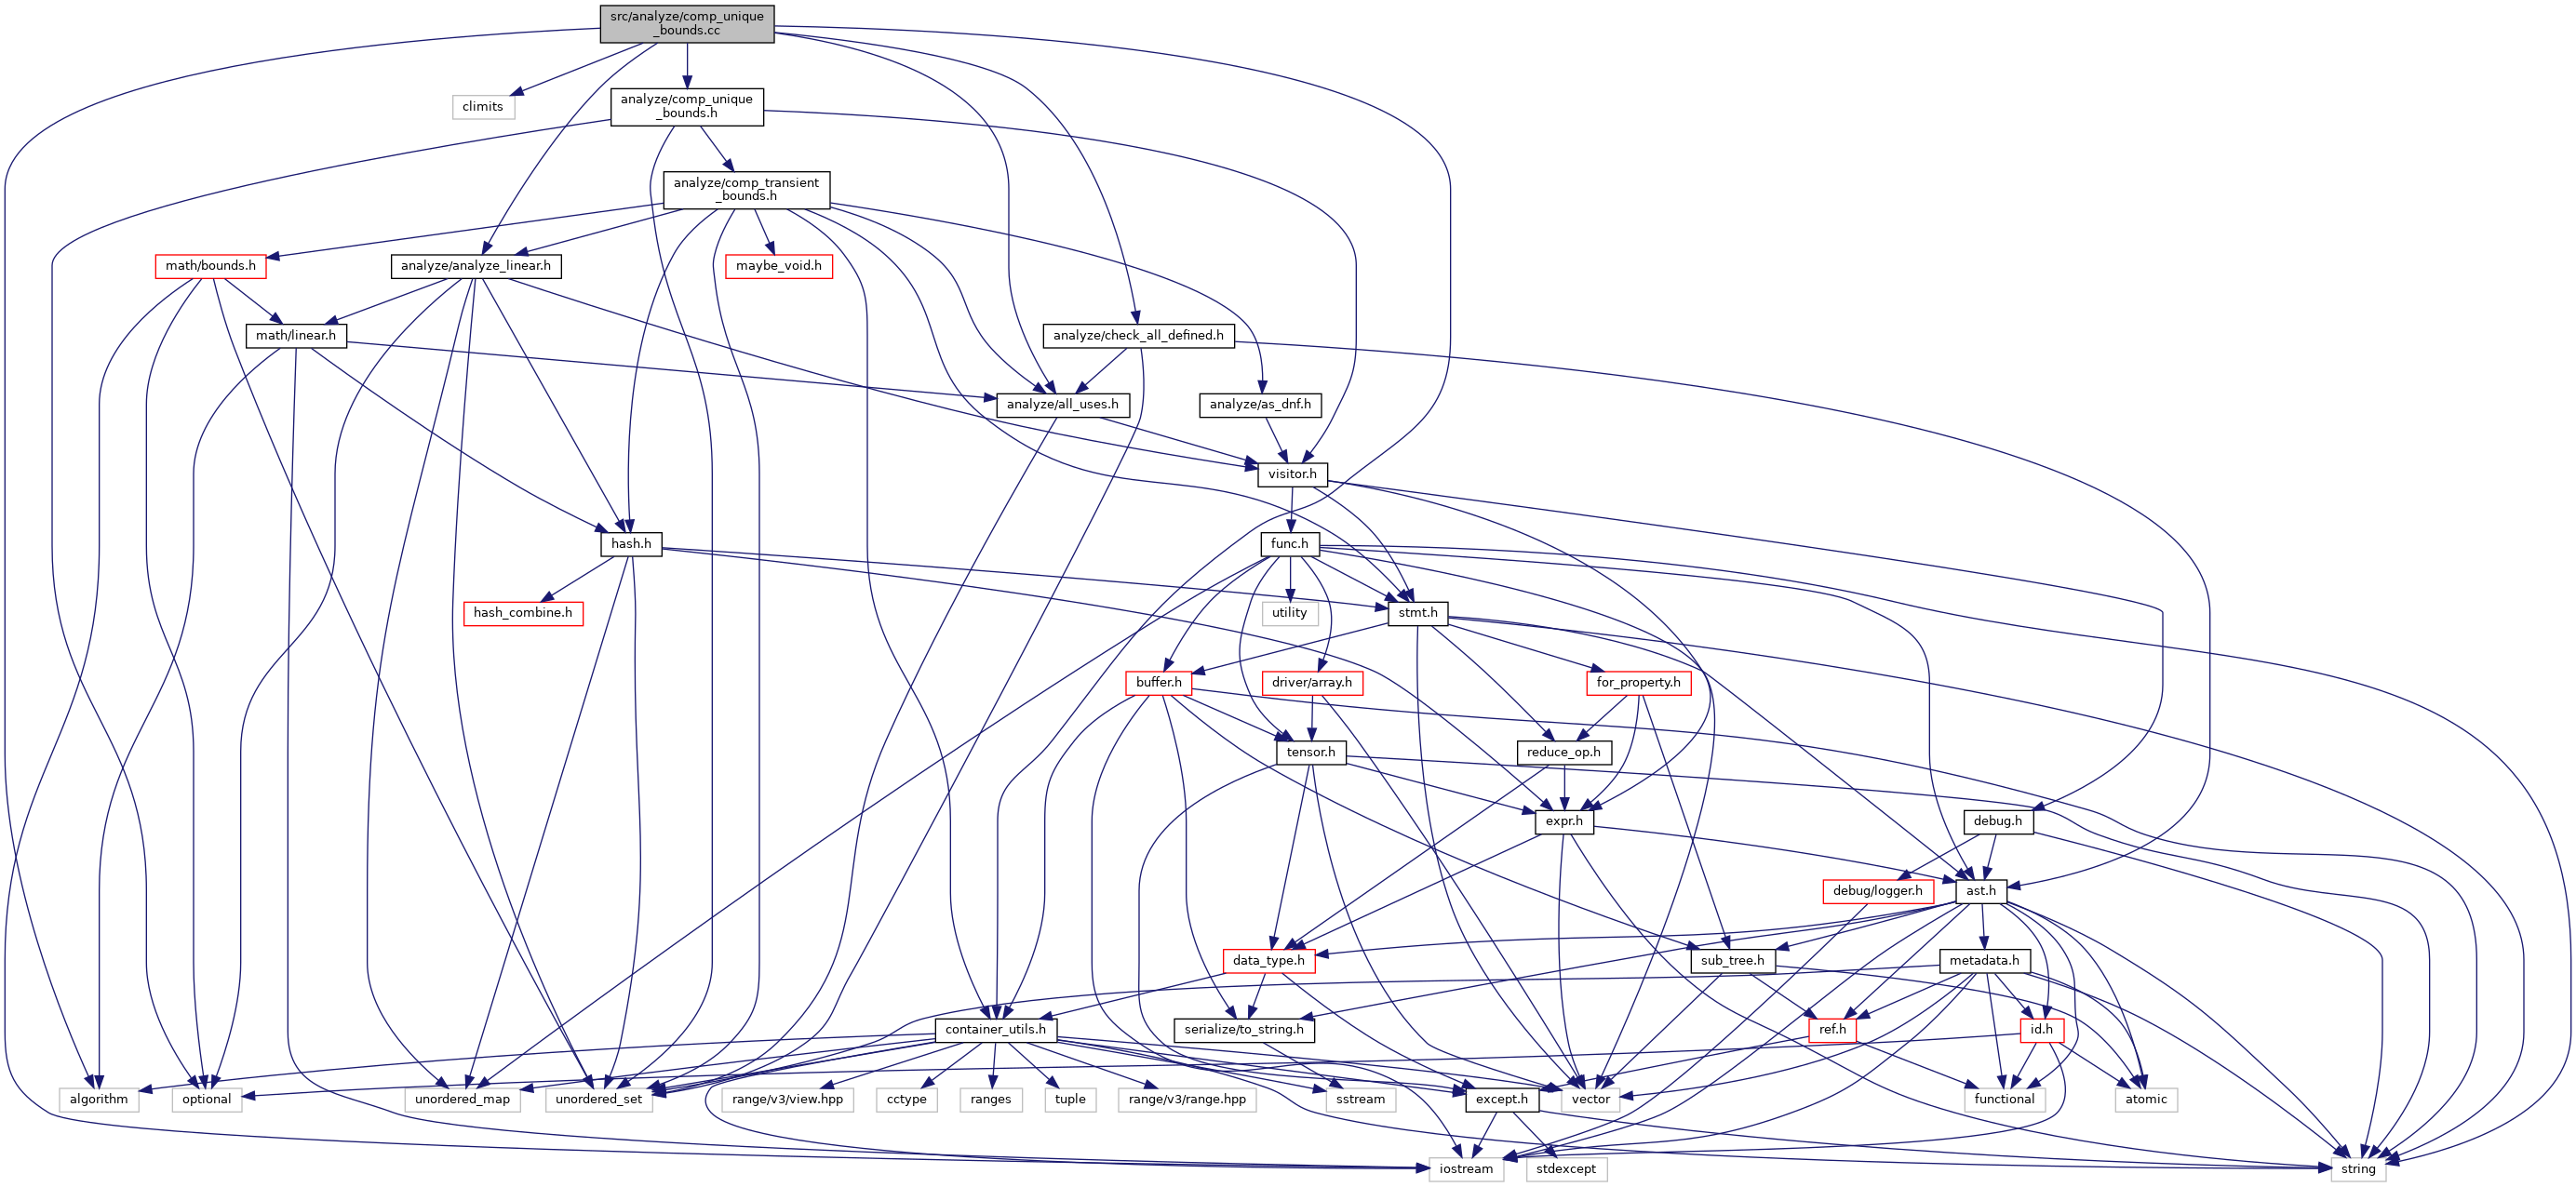 src/analyze/comp_unique
_bounds.cc
climits
analyze/comp_unique
_bounds.h
analyze/comp_transient
_bounds.h
math/bounds.h
analyze/analyze_linear.h
maybe_void.h
math/linear.h
analyze/check_all_defined.h
analyze/all_uses.h
analyze/as_dnf.h
visitor.h
hash.h
func.h
hash_combine.h
utility
stmt.h
buffer.h
driver/array.h
for_property.h
tensor.h
reduce_op.h
expr.h
debug.h
debug/logger.h
ast.h
data_type.h
sub_tree.h
metadata.h
container_utils.h
serialize/to_string.h
ref.h
id.h
algorithm
optional
unordered_map
unordered_set
range/v3/view.hpp
cctype
ranges
tuple
range/v3/range.hpp
sstream
except.h
vector
functional
atomic
iostream
stdexcept
string